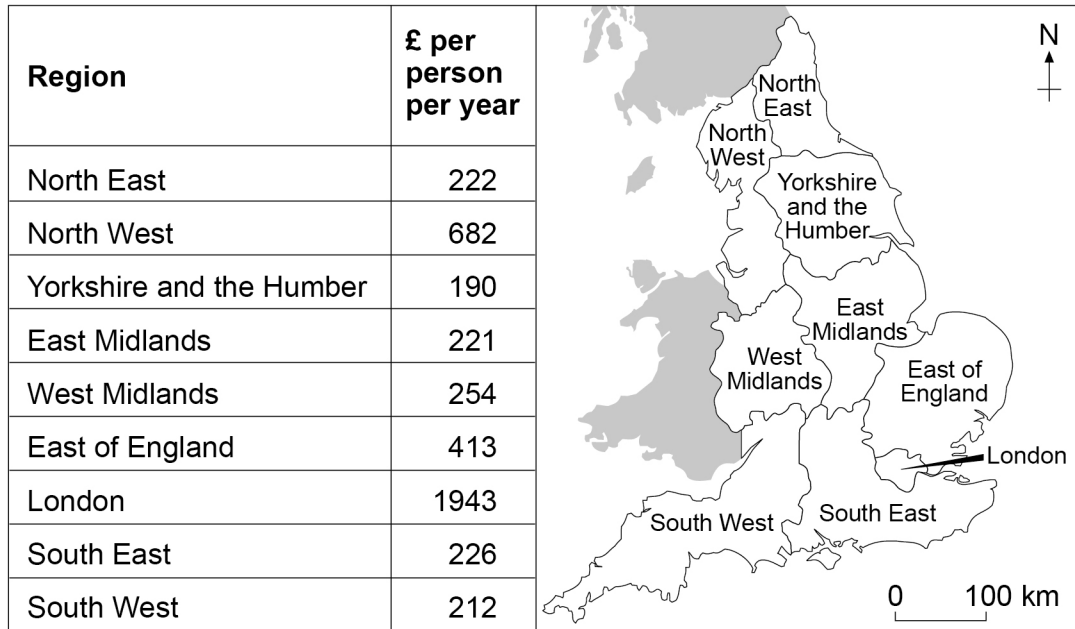 Region
£ per
person
per year
North East
222
North West
682
Yorkshire and the Humber
190
East Midlands
221
West Midlands
254
East of England
413
London
1943
South East
226
South West
212
N
North
East
North
West
Yorkshire
and the
Humber
East
Midlands
West
Midlands
East of
England
London
South West
South East
0
100 km